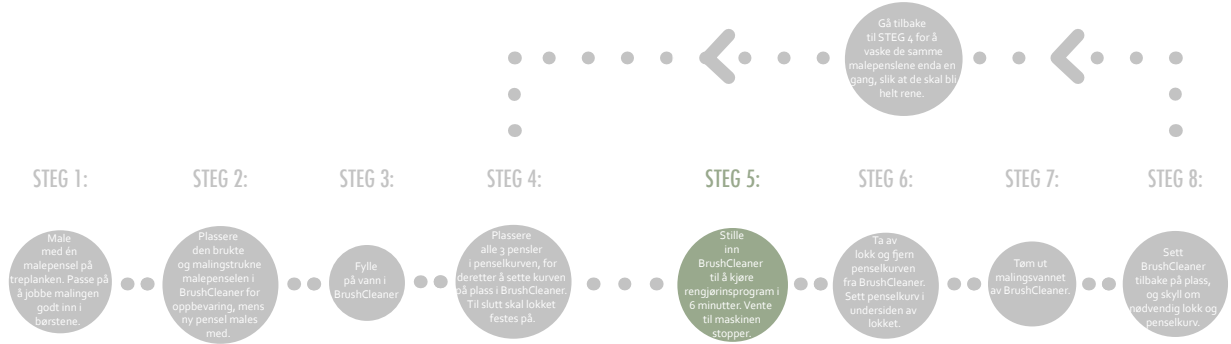 Gå tilbake
til STEG 4 for å
vaske de samme
malepenslene enda en
gang, slik at de skal bli
helt rene.
STEG 1:
STEG 2:
STEG 3:
STEG 4:
STEG 5:
STEG 6:
STEG 7:
STEG 8:
Male
med én
malepensel på
treplanken. Passe på
å jobbe malingen
godt inn i
børstene.
Plassere
den brukte
og malingstrukne
malepenselen i
BrushCleaner for
oppbevaring, mens
ny pensel males
med.
Fylle
på vann i
BrushCleaner
Plassere
alle 3 pensler
i penselkurven, for
deretter å sette kurven
på plass i BrushCleaner.
Til slutt skal lokket
festes på.
Stille
inn
BrushCleaner
til å kjøre
rengjørinsprogram i
6 minutter. Vente
til maskinen
stopper.
Ta av
lokk og fjern
penselkurven
fra BrushCleaner.
Sett penselkurv i
undersiden av
lokket.
Tøm ut
malingsvannet
av BrushCleaner.
Sett
BrushCleaner
tilbake på plass,
og skyll om
nødvendig lokk og
penselkurv.